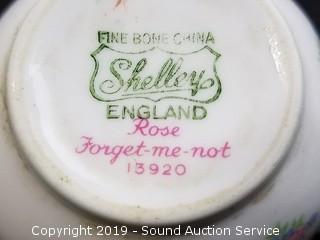 FINE BONE CHINA
Shelley
ENGLAND
Rose
Forget-me-not
13920
Copyright 2019 - Sound Auction Service